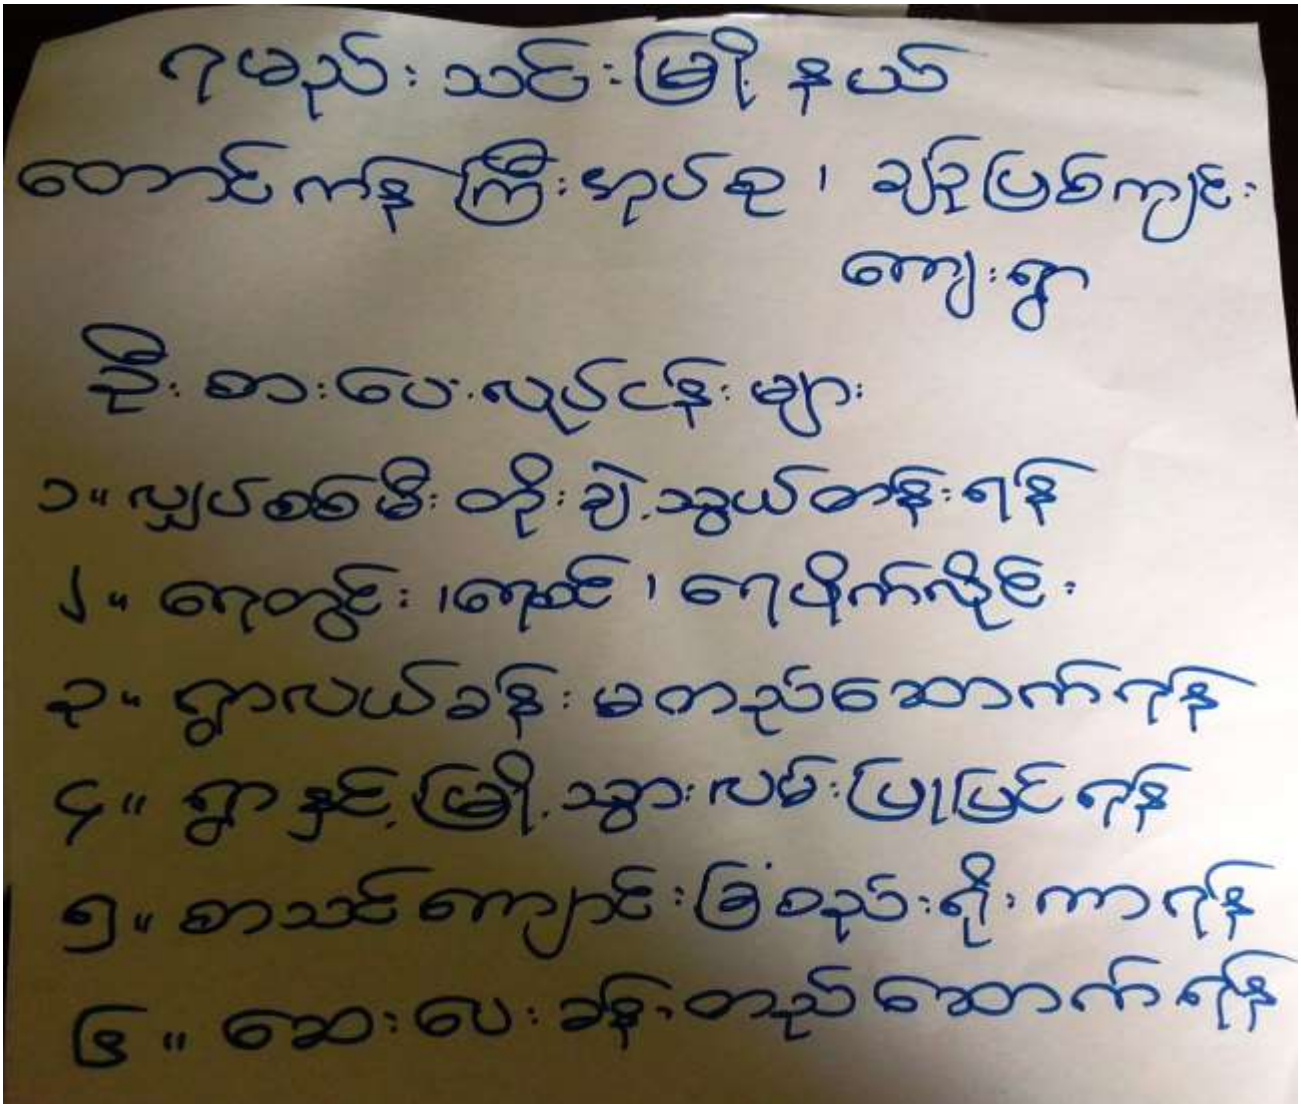 ရမည်းသင်းမြို့နယ်
တောင်ကန်ကြီးအုပ်စု၊ ချဉ်ပြစ်ကျင်း
ကျေးရွာ
ဦးစားပေးလုပ်ငန်းများ
၁။ လျှပ်စစ်မီးတိုးချဲ့သွယ်တန်းရန်
၂။ ရေတွင်း၊ရေစင်၊ ရေပိုက်လိုင်း
၃။ ရွာလယ်ခန်းမတည်ဆောက်ရန်
၄။ ရွာနှင့်မြို့သွားလမ်းပြုပြင်ရန်
၅။ စာသင်ကျောင်းခြံစည်းရိုးကာရန်
၆။ ဆေးပေးခန်းတည်ဆောက်ရန်